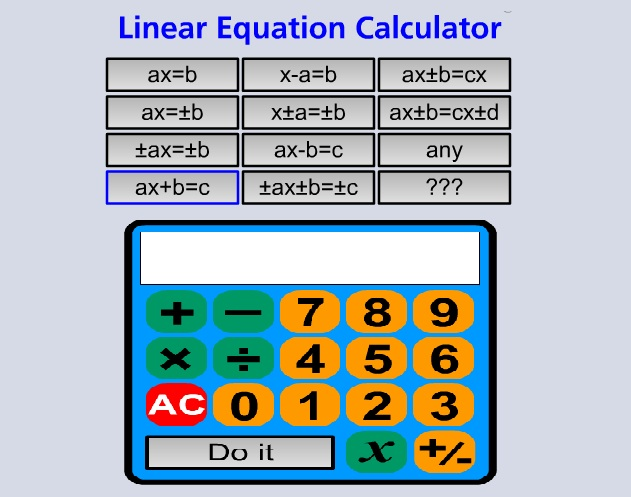 Linear Equation Calculator
ax=b x-a=b ax±b=cx
ax=±b x±a=±b ax±b=cx±d
±ax=±b ax-b=c any
ax+b=c ±ax±b=±c ???
+ − 7 8 9
× ÷ 4 5 6
AC 0 1 2 3
Do it x +/-